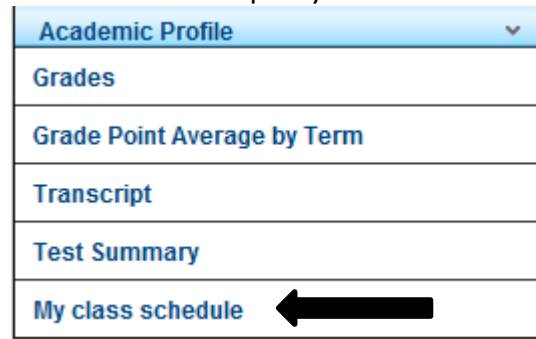 Academic Profile
Grades
Grade Point Average by Term
Transcript
Test Summary
My class schedule